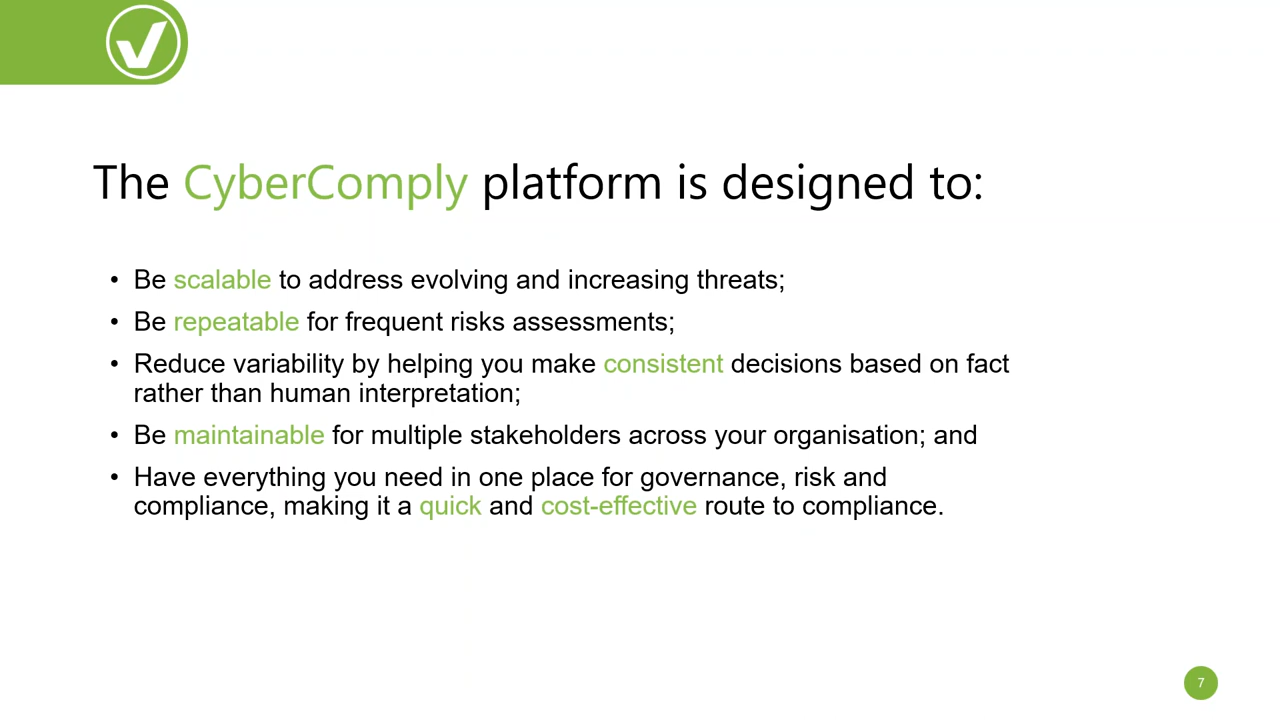 The CyberComply platform is designed to:
• Be scalable to address evolving and increasing threats;
• Be repeatable for frequent risks assessments;
• Reduce variability by helping you make consistent decisions based on fact
rather than human interpretation;
• Be maintainable for multiple stakeholders across your organisation; and
• Have everything you need in one place for governance, risk and
compliance, making it a quick and cost-effective route to compliance.
7